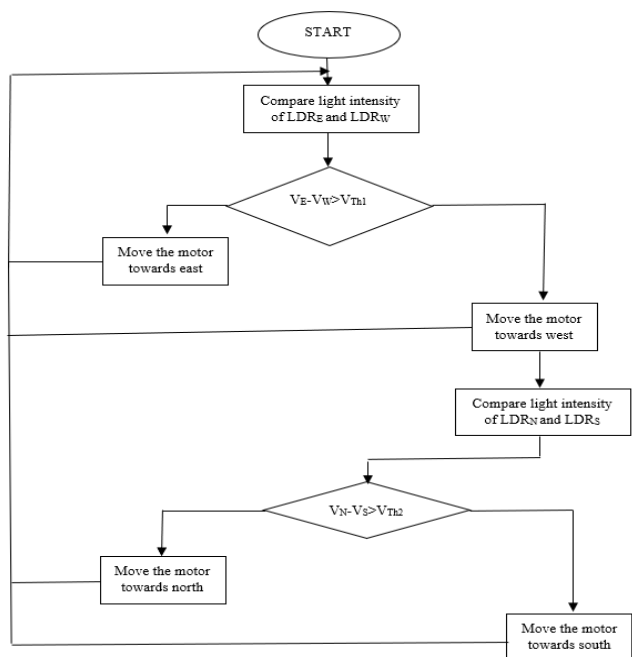 START
Compare light intensity
of LDRE and LDRW
VE-VW>VTh1
Move the motor
towards east
Move the motor
towards west
Compare light intensity
of LDRN and LDRS
VN-VS>VTh2
Move the motor
towards north
Move the motor
towards south